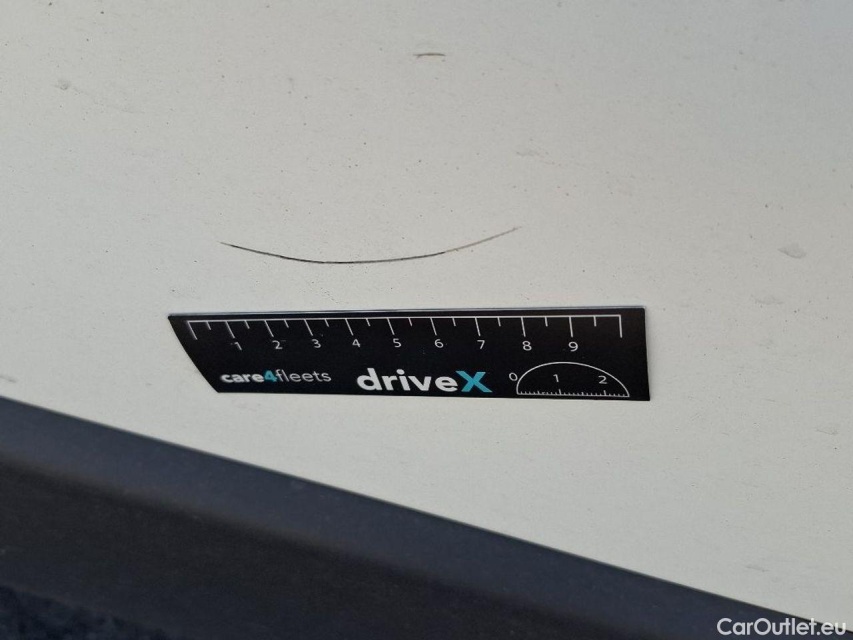 1 2 3 4 5 6 7 8 9
care4fleets driveX 0 1 2
CarOutlet.eu